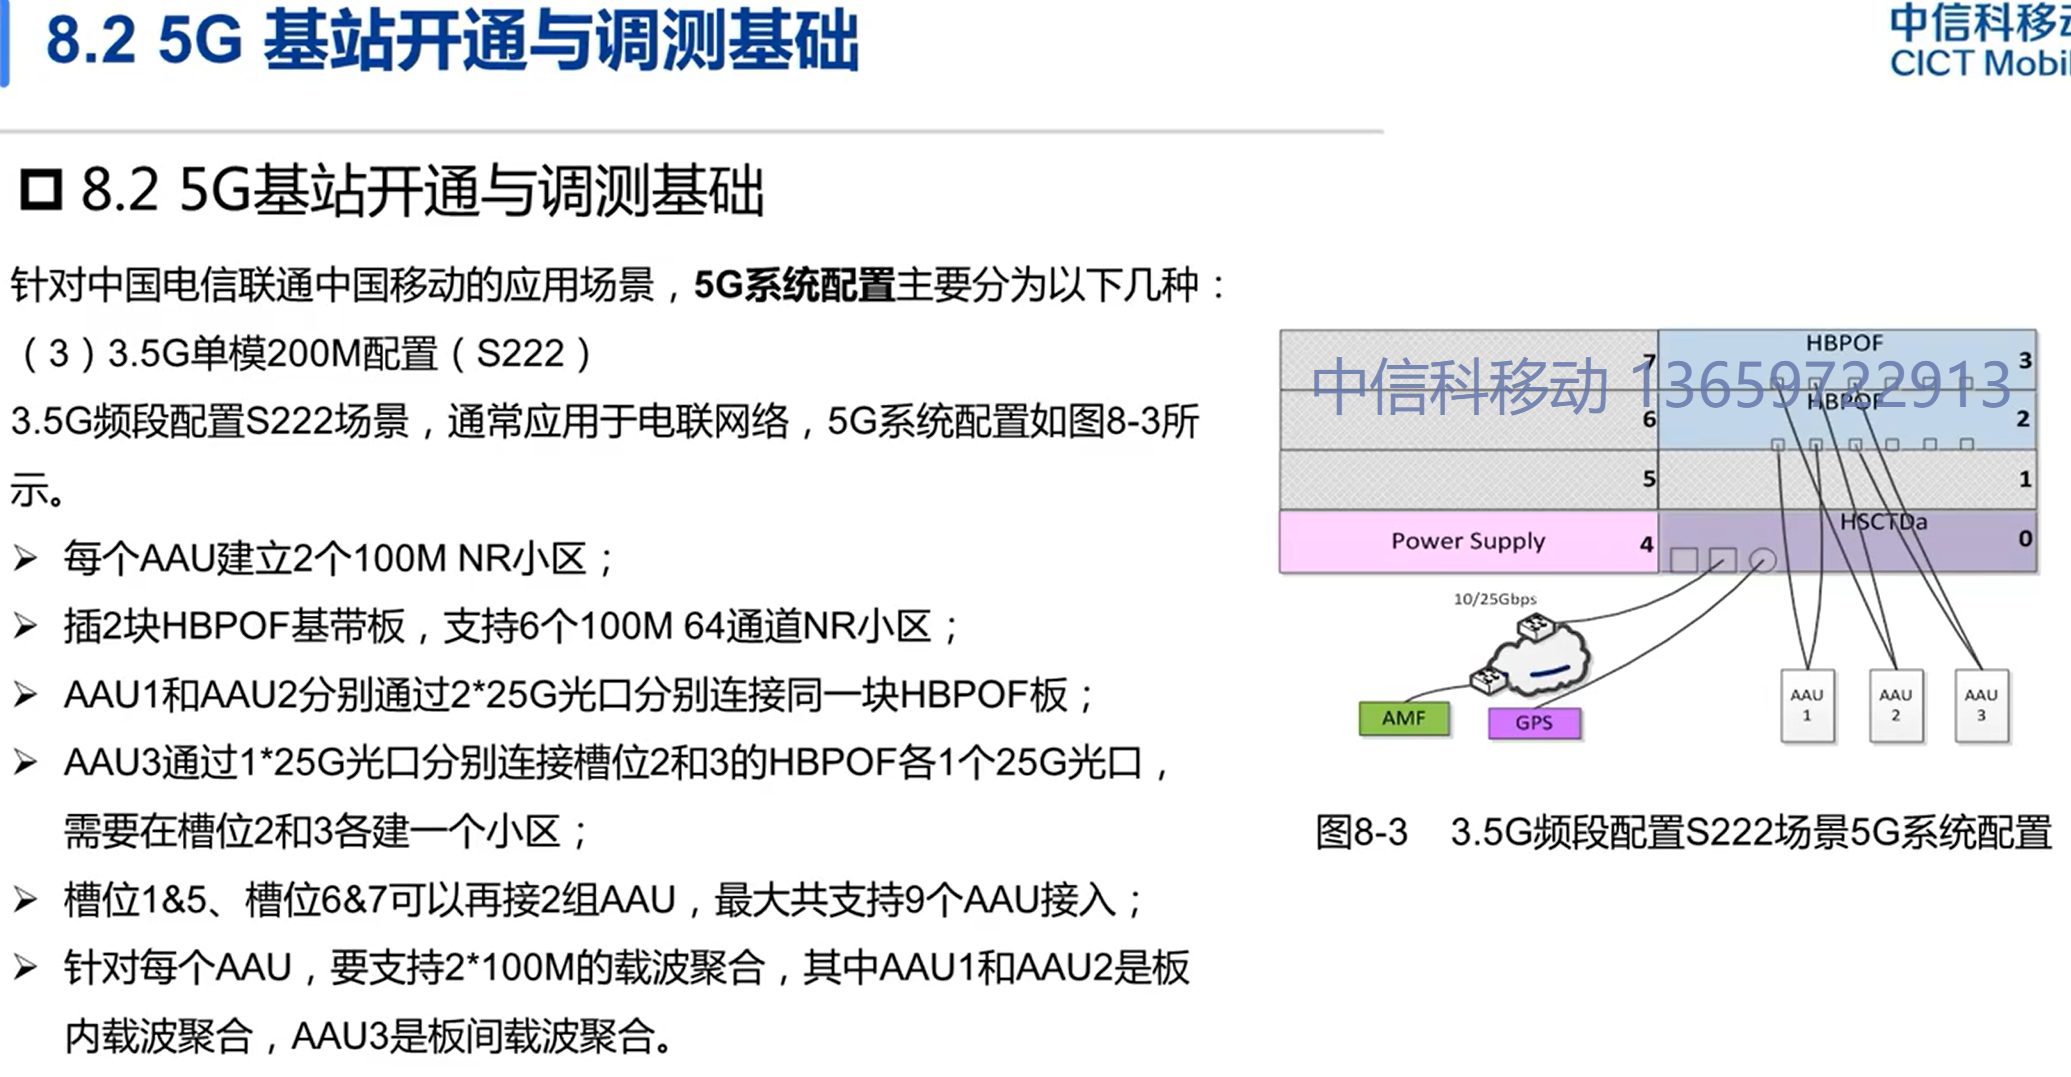 8.2 5G 基站开通与调测基础
中信科移动
CICT Mobil
8.2 5G基站开通与调测基础
针对中国电信联通中国移动的应用场景，5G系统配置主要分为以下几种：
（3）3.5G单模200M配置（S222）
3.5G频段配置S222场景，通常应用于电联网络，5G系统配置如图8-3所
示。
➢ 每个AAU建立2个100M NR小区；
➢ 插2块HBPOF基带板，支持6个100M 64通道NR小区；
➢ AAU1和AAU2分别通过2*25G光口分别连接同一块HBPOF板；
➢ AAU3通过1*25G光口分别连接槽位2和3的HBPOF各1个25G光口，
需要在槽位2和3各建一个小区；
➢ 槽位1&5、槽位6&7可以再接2组AAU，最大共支持9个AAU接入；
➢ 针对每个AAU，要支持2*100M的载波聚合，其中AAU1和AAU2是板
内载波聚合，AAU3是板间载波聚合。
7
HBPOF
3
中信科移动 13659722913
6
HBPOF
2
5
1
Power Supply
4
HSCTDa
0
10/25Gbps
AMF
GPS
AAU
1
AAU
2
AAU
3
图8-3 3.5G频段配置S222场景5G系统配置